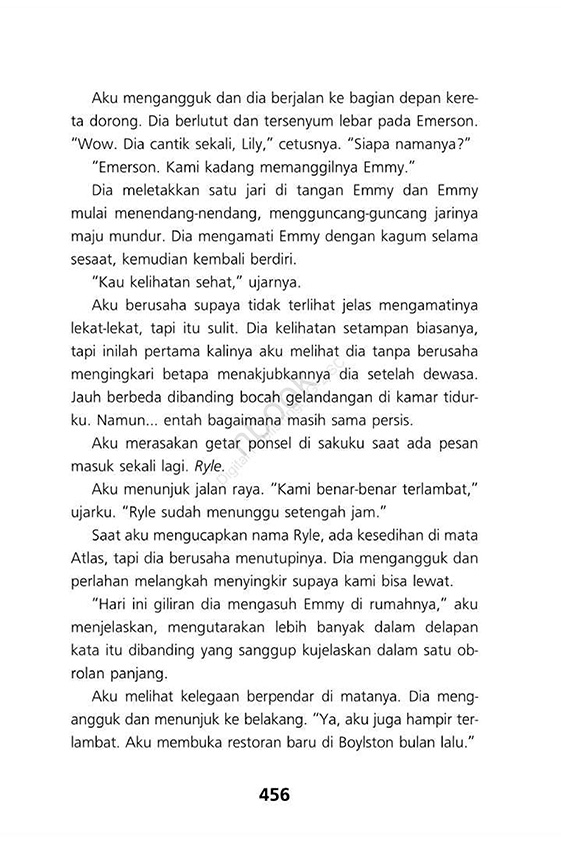 Aku mengangguk dan dia berjalan ke bagian depan kere-
ta dorong. Dia berlutut dan tersenyum lebar pada Emerson.
“Wow. Dia cantik sekali, Lily,” cetusnya. “Siapa namanya?”
“Emerson. Kami kadang memanggilnya Emmy.”
Dia meletakkan satu jari di tangan Emmy dan Emmy
mulai menendang-nendang, mengguncang-guncang jarinya
maju mundur. Dia mengamati Emmy dengan kagum selama
sesaat, kemudian kembali berdiri.
“Kau kelihatan sehat,” ujarnya.
Aku berusaha supaya tidak terlihat jelas mengamatinya
lekat-lekat, tapi itu sulit. Dia kelihatan setampan biasanya,
tapi inilah pertama kalinya aku melihat dia tanpa berusaha
mengingkari betapa menakjubkannya dia setelah dewasa.
Jauh berbeda dibanding bocah gelandangan di kamar tidur-
ku. Namun... entah bagaimana masih sama persis.
Aku merasakan getar ponsel di sakuku saat ada pesan
masuk sekali lagi. Ryle.
Aku menunjuk jalan raya. “Kami benar-benar terlambat,”
ujarku. “Ryle sudah menunggu setengah jam.”
Saat aku mengucapkan nama Ryle, ada kesedihan di mata
Atlas, tapi dia berusaha menutupinya. Dia mengangguk dan
perlahan melangkah menyingkir supaya kami bisa lewat.
“Hari ini giliran dia mengasuh Emmy di rumahnya,” aku
menjelaskan, mengutarakan lebih banyak dalam delapan
kata itu dibanding yang sanggup kujelaskan dalam satu ob-
rolan panjang.
Aku melihat kelegaan berpendar di matanya. Dia meng-
angguk dan menunjuk ke belakang. “Ya, aku juga hampir ter-
lambat. Aku membuka restoran baru di Boylston bulan lalu.”
456